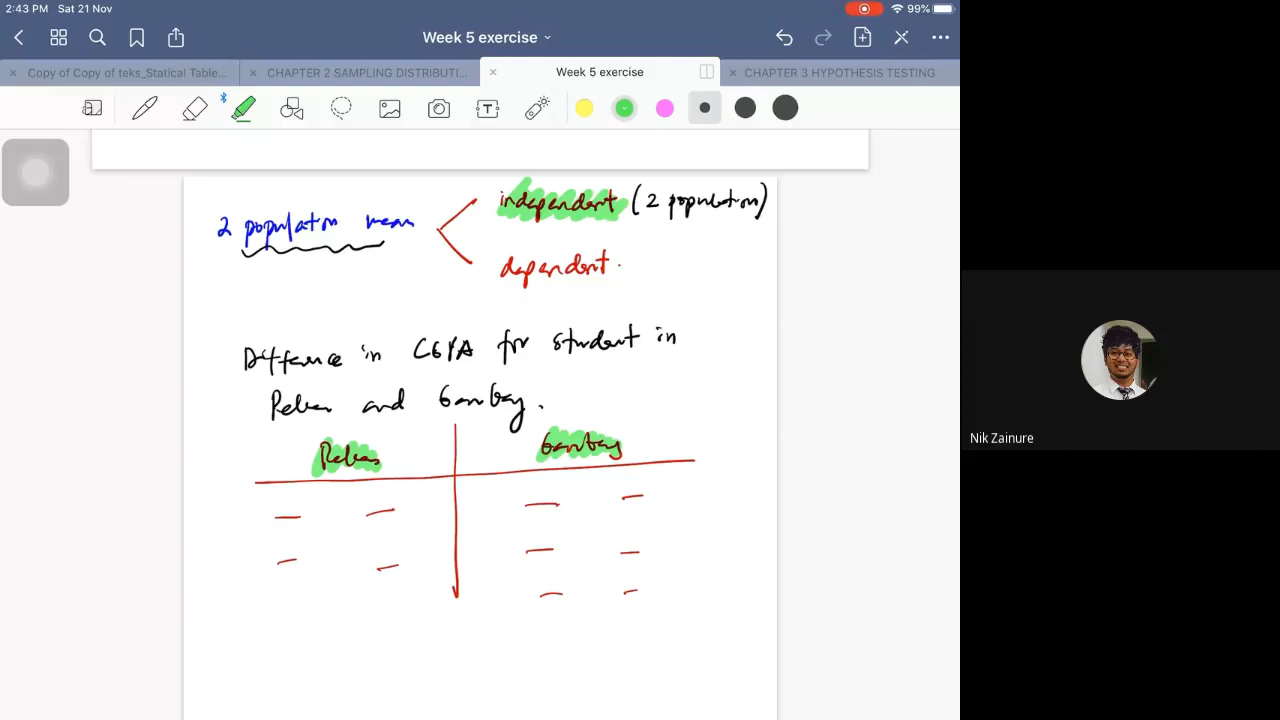 2:43 PM Sat 21 Nov
99%
Week 5 exercise
Copy of Copy of teks_Statical Table...
CHAPTER 2 SAMPLING DISTRIBUTI...
Week 5 exercise
CHAPTER 3 HYPOTHESIS TESTING
T
2 population mean
independent (2 population)
dependent.
Difference in CGPA for student in
Pekan and Gambang.
Pekan
Gambang
Nik Zainure